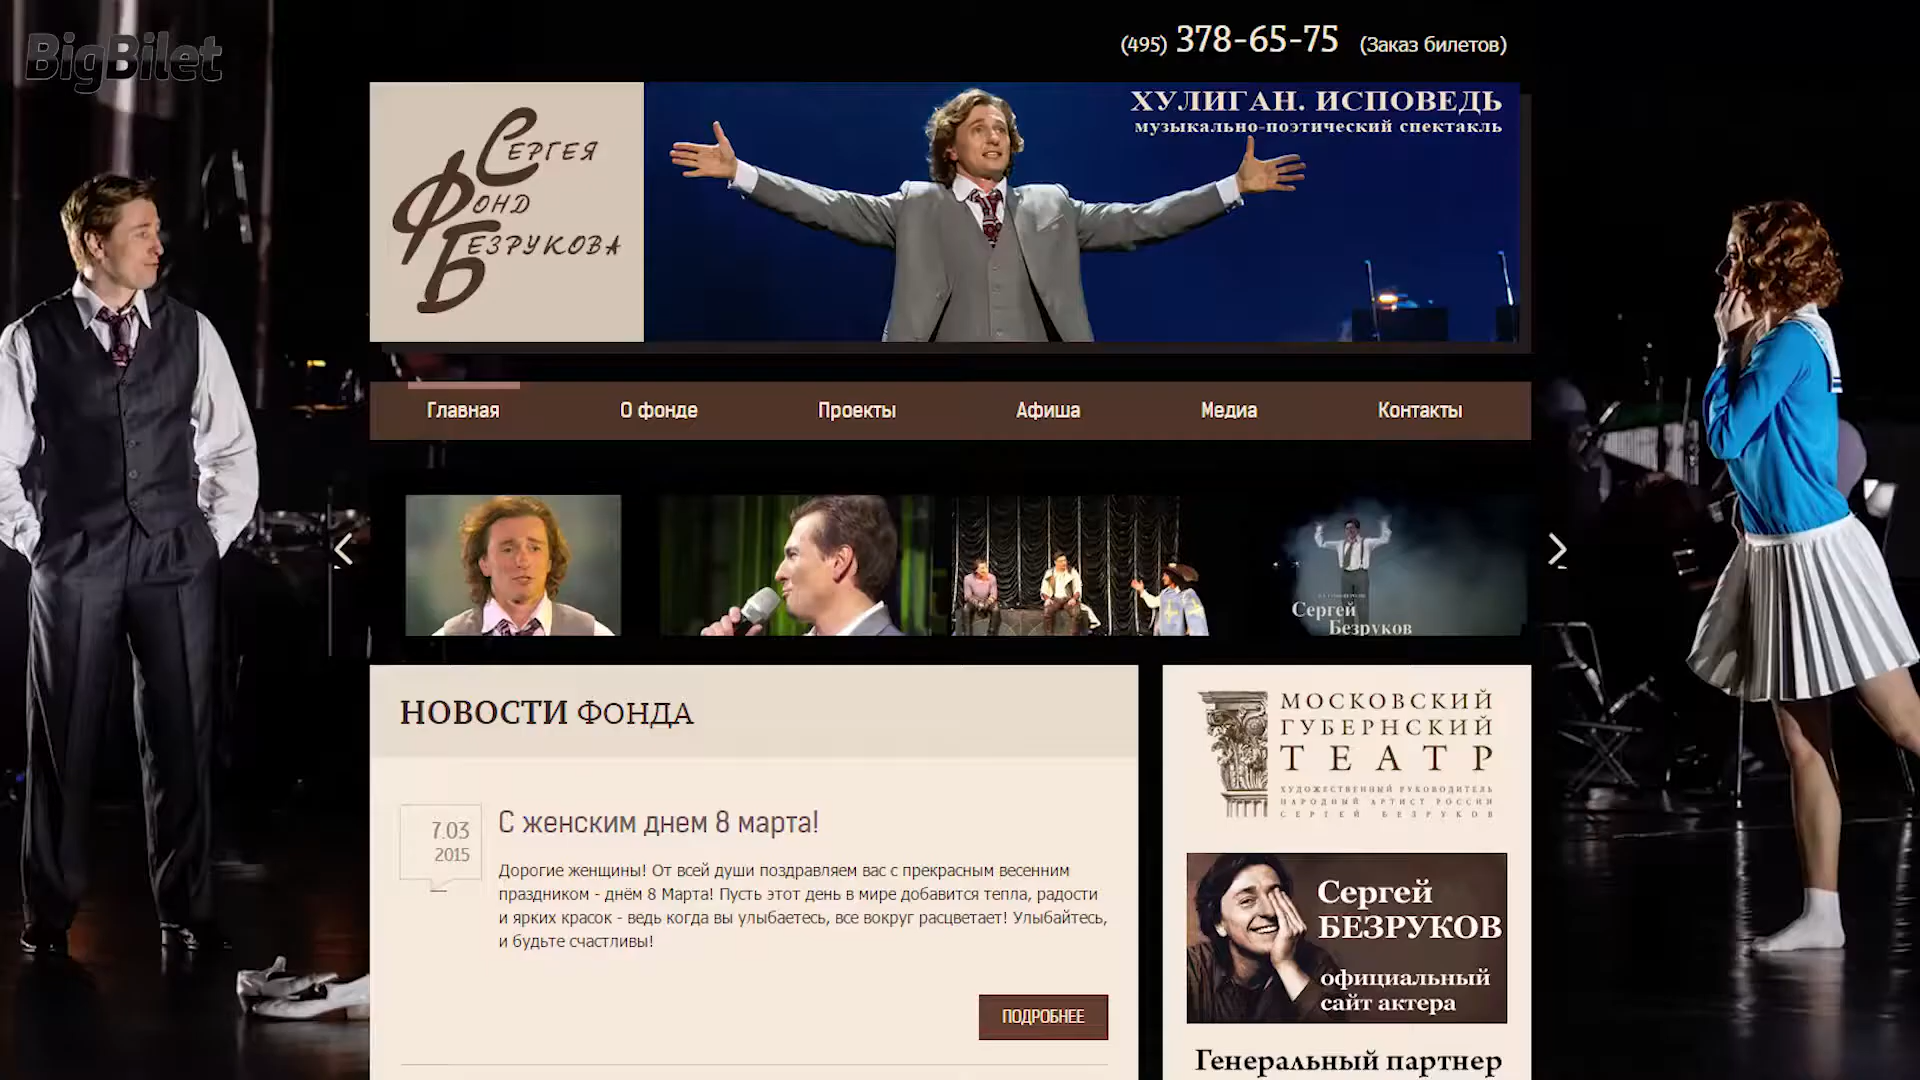 BigBilet
(495) 378-65-75 (Заказ билетов)
Сергея
Фонд
Безрукова
ХУЛИГАН. ИСПОВЕДЬ
музыкально-поэтический спектакль
Главная О фонде Проекты Афиша Медиа Контакты
Сергей
Безруков
НОВОСТИ ФОНДА
7.03
2015
С женским днем 8 марта!
Дорогие женщины! От всей души поздравляем вас с прекрасным весенним
праздником - днём 8 Марта! Пусть этот день в мире добавится тепла, радости
и ярких красок - ведь когда вы улыбаетесь, все вокруг расцветает! Улыбайтесь,
и будьте счастливы!
ПОДРОБНЕЕ
МОСКОВСКИЙ
ГУБЕРНСКИЙ
ТЕАТР
ХУДОЖЕСТВЕННЫЙ РУКОВОДИТЕЛЬ
НАРОДНЫЙ АРТИСТ РОССИИ
СЕРГЕЙ БЕЗРУКОВ
Сергей
БЕЗРУКОВ
официальный
сайт актера
Генеральный партнер